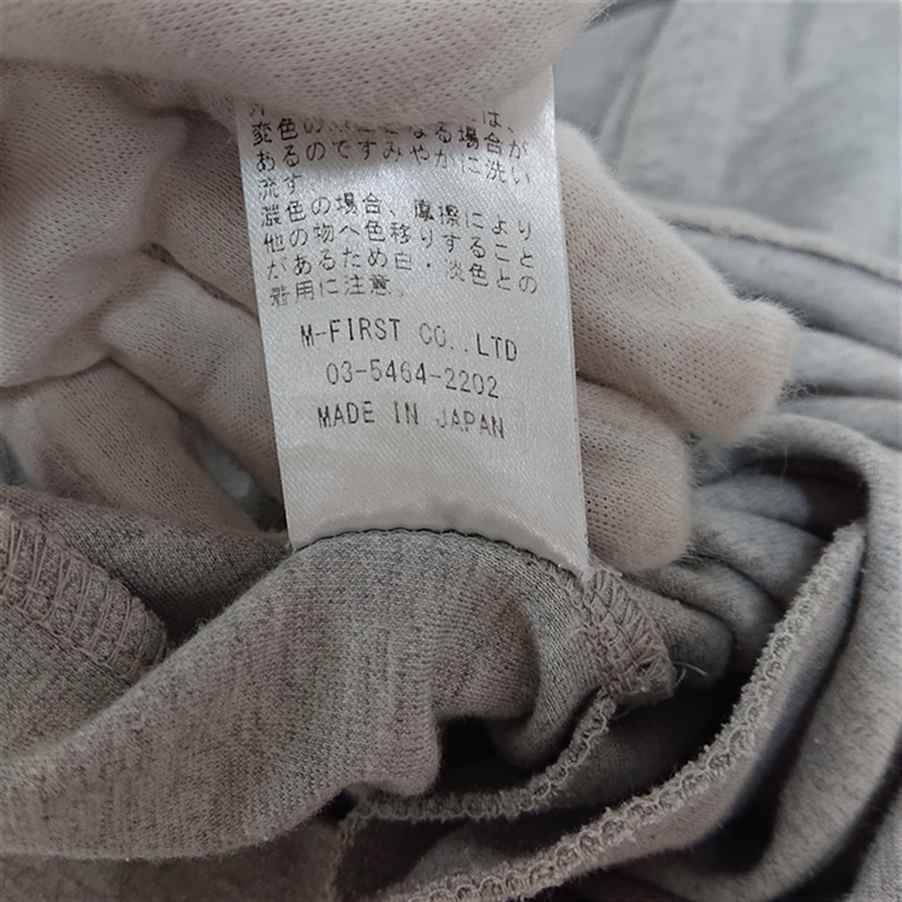 は、
変色の原因となる場合が
あるのですみやかに洗い
流す
濃色の場合、摩擦により
他の物へ色移りすること
があるため白・淡色との
着用に注意。
M-FIRST CO.,LTD
03-5464-2202
MADE IN JAPAN